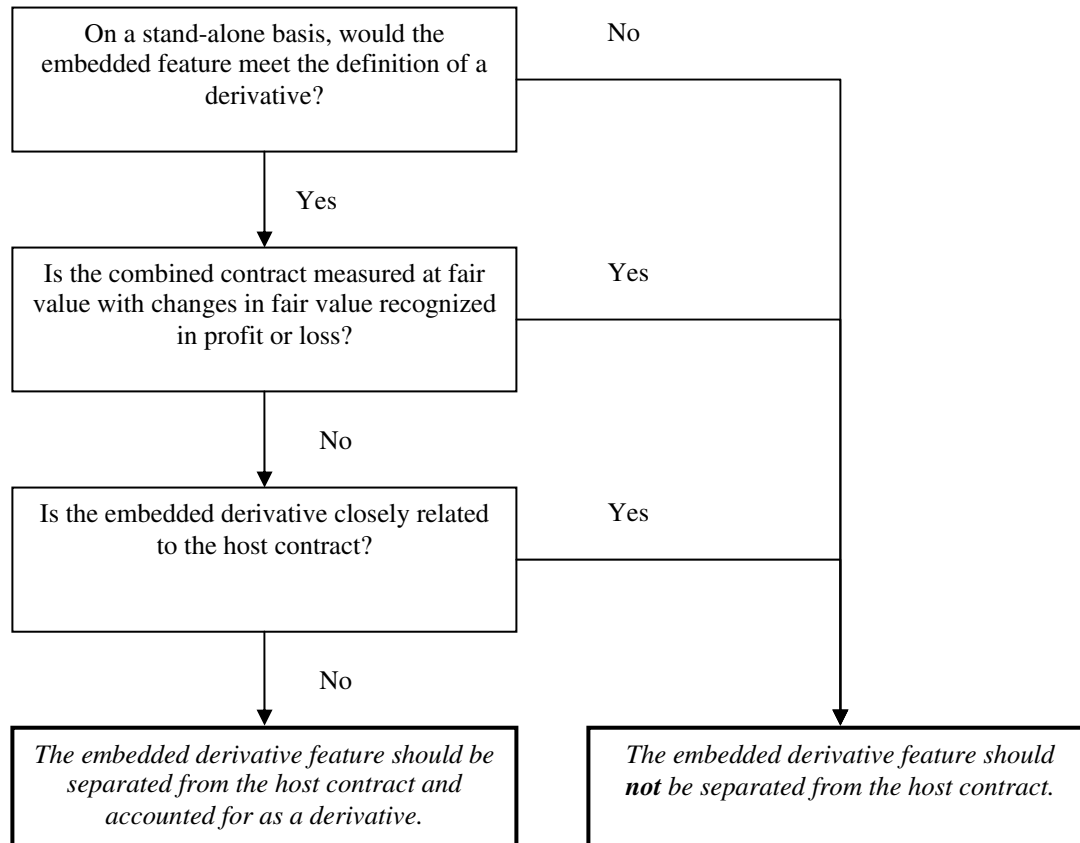 On a stand-alone basis, would the
embedded feature meet the definition of a
derivative?
No
Yes
Is the combined contract measured at fair
value with changes in fair value recognized
in profit or loss?
Yes
No
Is the embedded derivative closely related
to the host contract?
Yes
No
The embedded derivative feature should be
separated from the host contract and
accounted for as a derivative.
The embedded derivative feature should
not be separated from the host contract.